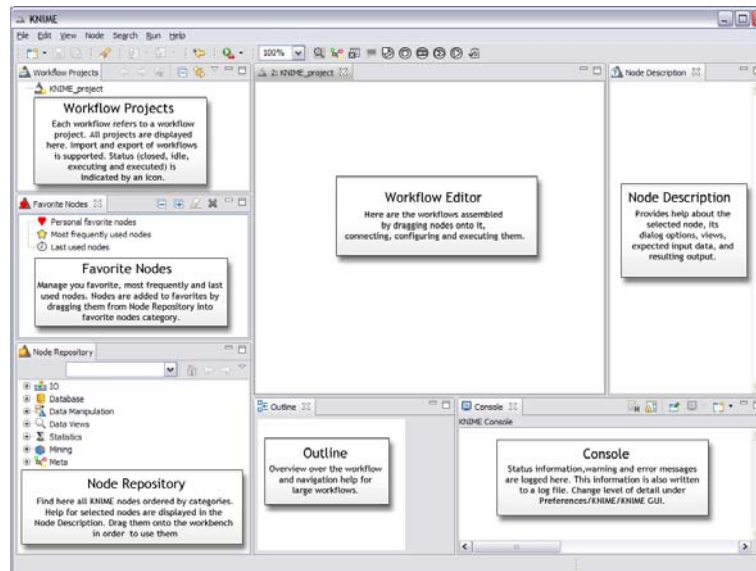 KNIME
File Edit View Node Search Run Help
100%
Workflow Projects
KNIME_project
Workflow Projects
Each workflow refers to a workflow
project. All projects are displayed
here. Import and export of workflows
is supported. Status (closed, idle,
executing and executed) is
indicated by an icon.
Favorite Nodes
Personal favorite nodes
Most frequently used nodes
Last used nodes
Favorite Nodes
Manage you favorite, most frequently and last
used nodes. Nodes are added to favorites by
dragging them from Node Repository into
favorite nodes category.
Node Repository
IO
Database
Data Manipulation
Data Views
Statistics
Mining
Meta
Node Repository
Find here all KNIME nodes ordered by categories.
Help for selected nodes are displayed in the
Node Description. Drag them onto the workbench
in order to use them
2: KNIME_project
Workflow Editor
Here are the workflows assembled
by dragging nodes onto it,
connecting, configuring and executing them.
Node Description
Node Description
Provides help about the
selected node, its
dialog options, views,
expected input data, and
resulting output.
Outline
Outline
Overview over the workflow
and navigation help for
large workflows.
Console
KNIME Console
Console
Status information,warning and error messages
are logged here. This information is also written
to a log file. Change level of detail under
Preferences/KNIME/KNIME GUI.